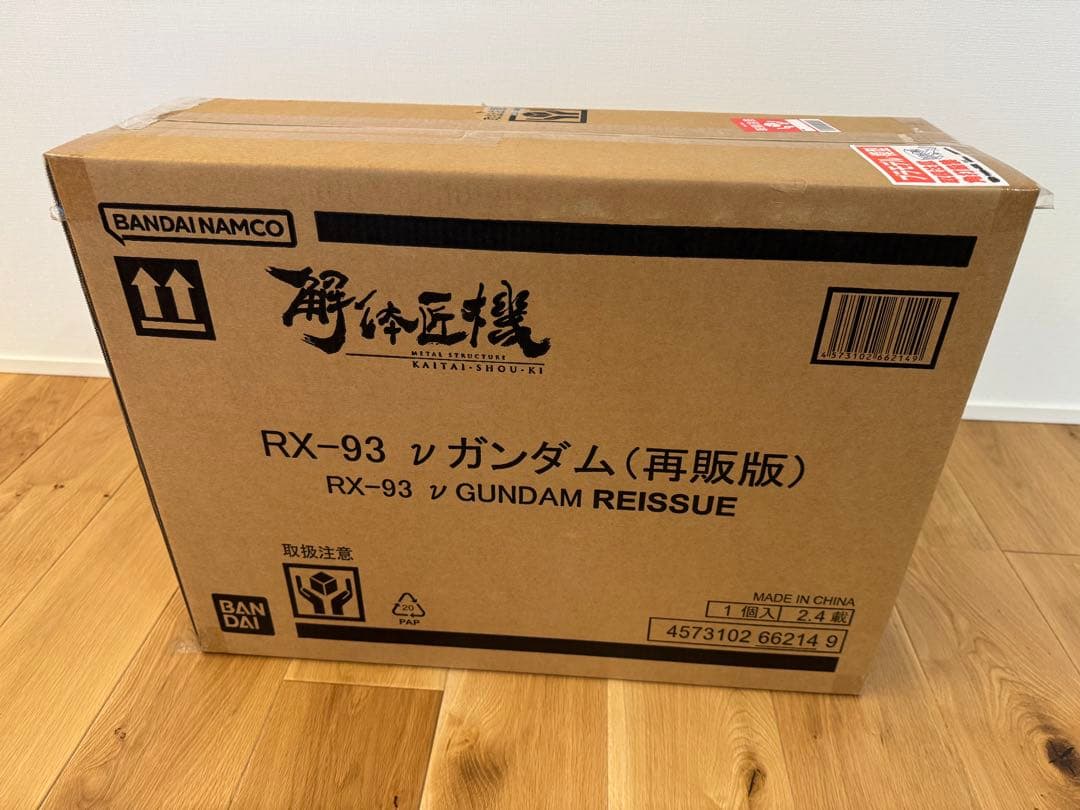 BANDAI NAMCO
解体匠機
METAL STRUCTURE
KAITAI-SHOU-KI
4573102662149
RX-93 ν ガンダム(再販版)
RX-93 ν GUNDAM REISSUE
取扱注意
BAN
DAI
20
PAP
MADE IN CHINA
1 個入 2.4 載
4573102 66214 9